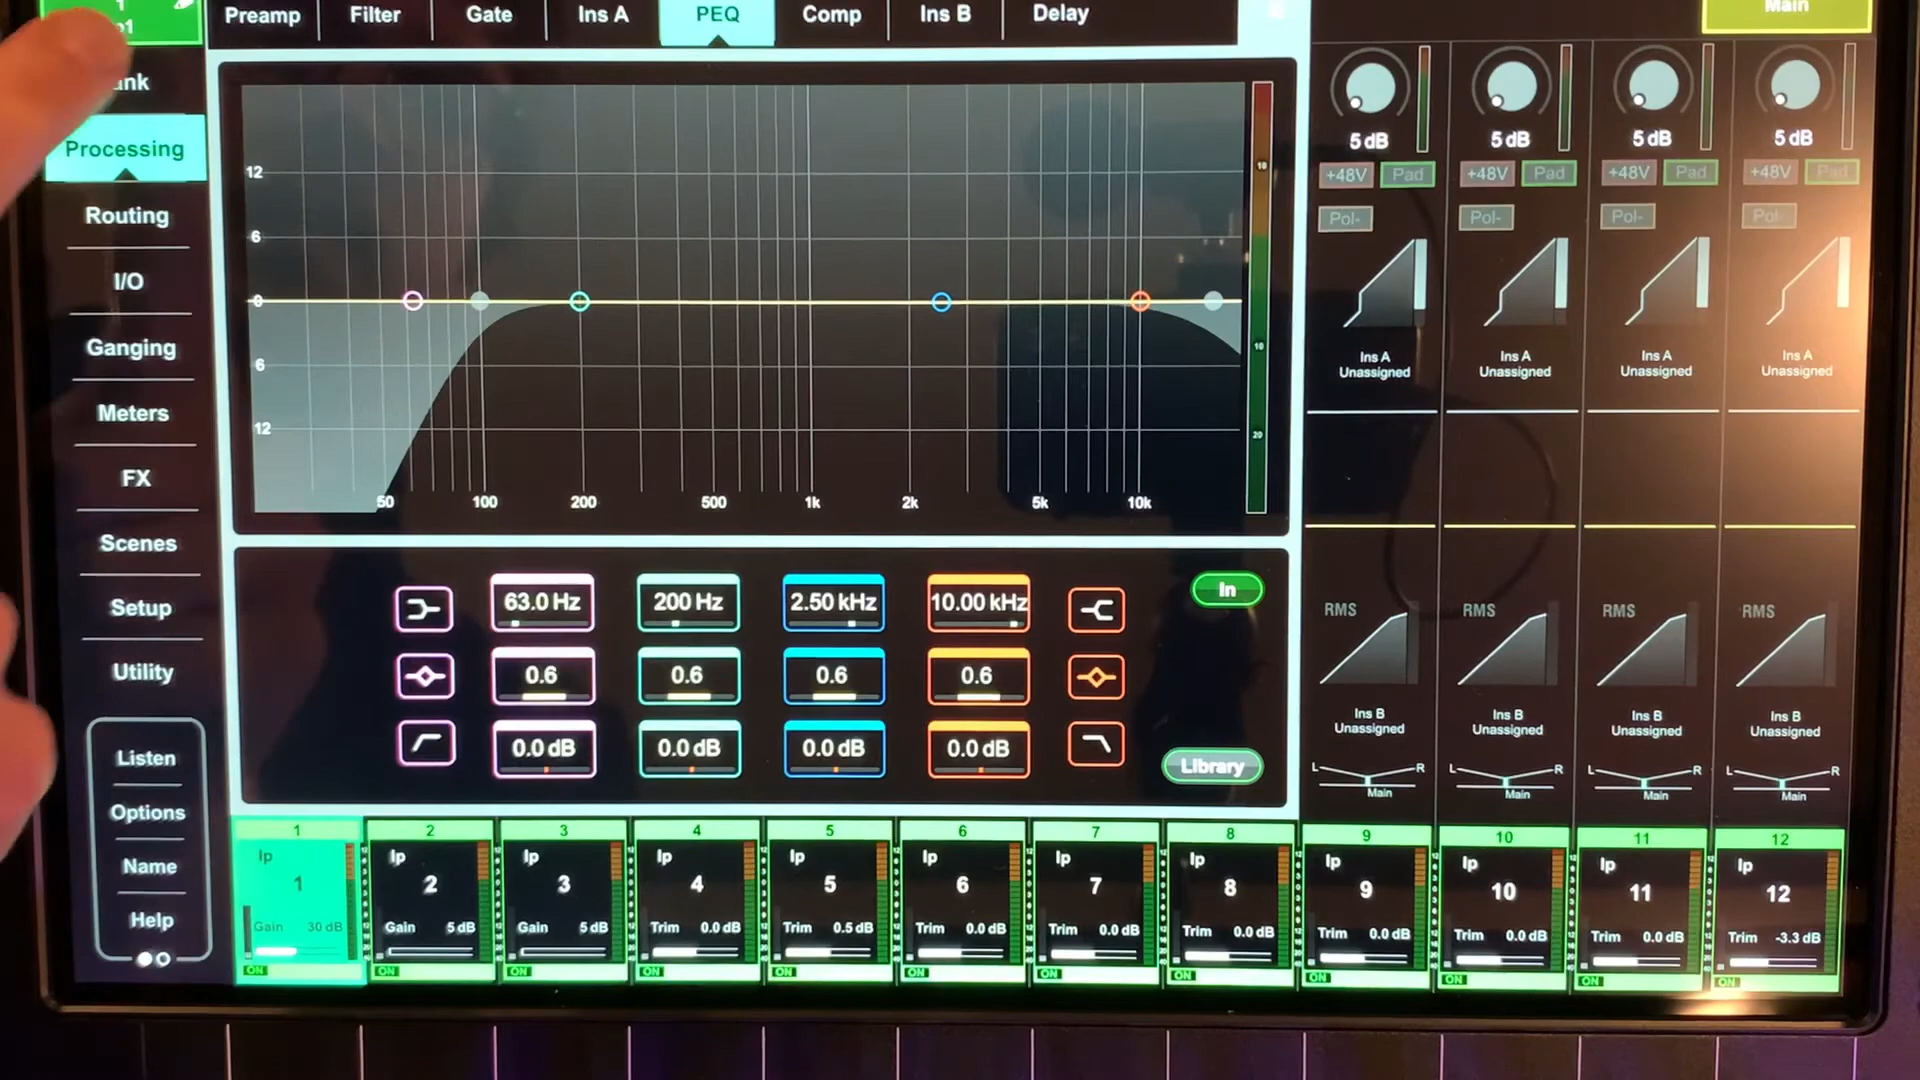 1
Preamp Filter Gate Ins A PEQ Comp Ins B Delay
Main
Processing
Routing
I/O
Ganging
Meters
FX
Scenes
Setup
Utility
Listen
Options
Name
Help
12
6
0
6
12
50 100 200 500 1k 2k 5k 10k
10
10
20
63.0 Hz 200 Hz 2.50 kHz 10.00 kHz
0.6 0.6 0.6 0.6
0.0 dB 0.0 dB 0.0 dB 0.0 dB
In
Library
5 dB 5 dB 5 dB 5 dB
+48V Pad +48V Pad +48V Pad +48V Pad
Pol- Pol- Pol- Pol-
Ins A Ins A Ins A Ins A
Unassigned Unassigned Unassigned Unassigned
RMS RMS RMS RMS
Ins B Ins B Ins B Ins B
Unassigned Unassigned Unassigned Unassigned
L R L R L R L R
Main Main Main Main
1 2 3 4 5 6 7 8 9 10 11 12
Ip Ip Ip Ip Ip Ip Ip Ip Ip Ip Ip Ip
1 2 3 4 5 6 7 8 9 10 11 12
Gain 30 dB Gain 5 dB Gain 5 dB Trim 0.0 dB Trim 0.5 dB Trim 0.0 dB Trim 0.0 dB Trim 0.0 dB Trim 0.0 dB Trim 0.0 dB Trim 0.0 dB Trim -3.3 dB
ON ON ON ON ON ON ON ON ON ON ON ON